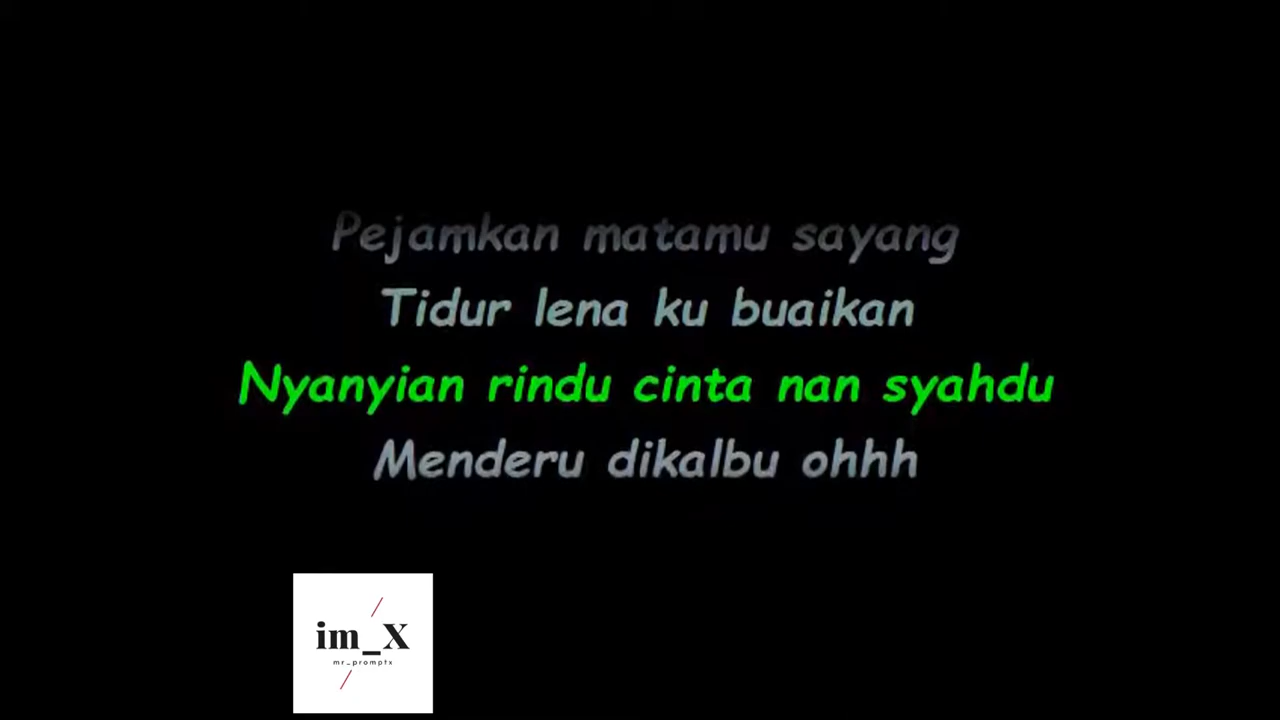 Pejamkan matamu sayang
Tidur lena ku buaikan
Nyanyian rindu cinta nan syahdu
Menderu dikalbu ohhh
im_X
mr_promptx